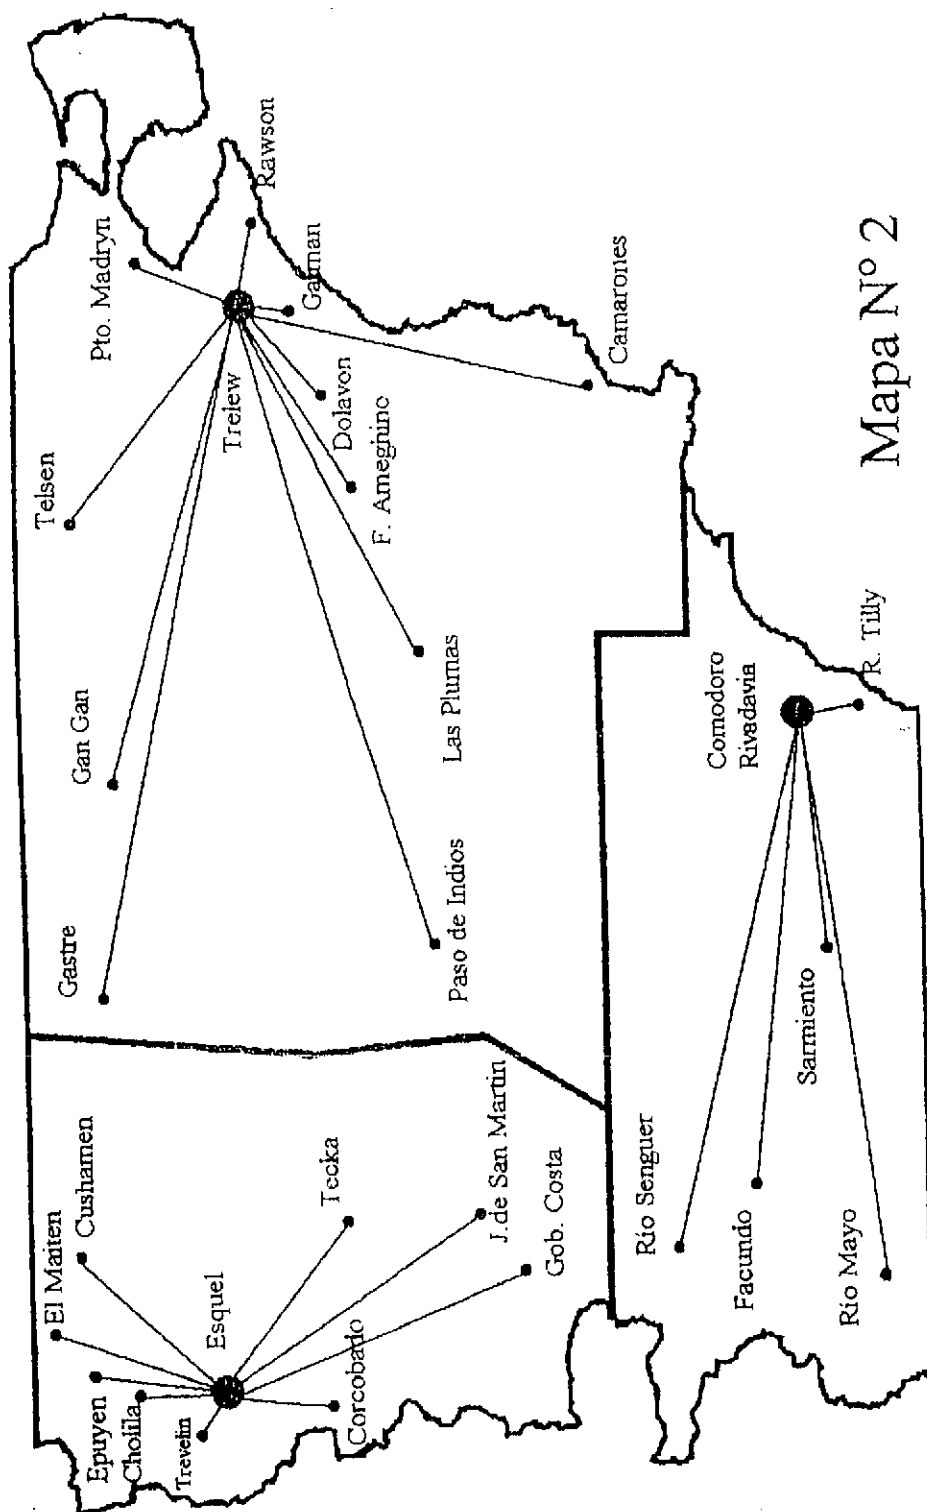 El Maiten
Cushamen
Epuyen
Cholila
Trevelin
Esquel
Tecka
Corcobado
J.de San Martin
Gob. Costa
Gastre
Gan Gan
Telsen
Pto. Madryn
Trelew
Rawson
Gaiman
Dolavon
F. Ameghino
Las Plumas
Paso de Indios
Camarones
Río Senguer
Facundo
Río Mayo
Sarmiento
Comodoro
Rivadavia
R. Tilly
Mapa Nº 2